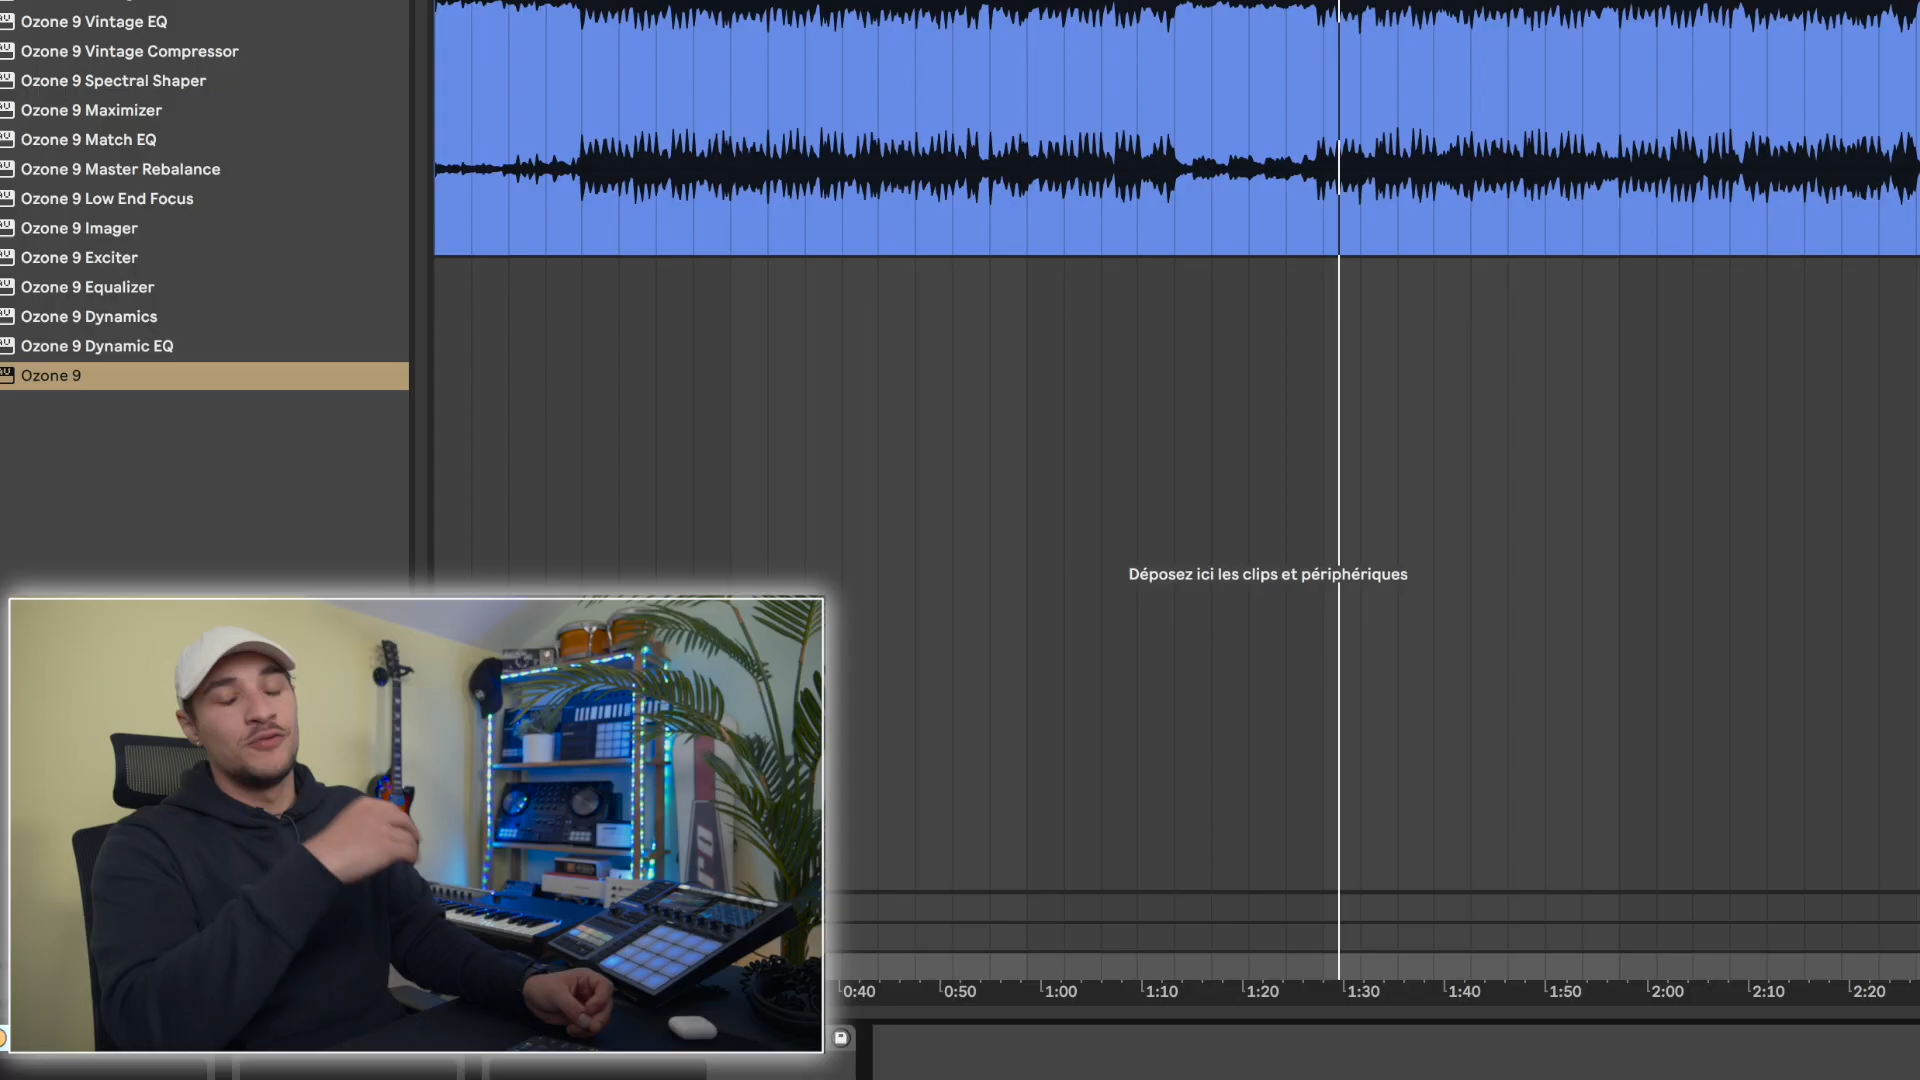 Ozone 9 Vintage EQ
Ozone 9 Vintage Compressor
Ozone 9 Spectral Shaper
Ozone 9 Maximizer
Ozone 9 Match EQ
Ozone 9 Master Rebalance
Ozone 9 Low End Focus
Ozone 9 Imager
Ozone 9 Exciter
Ozone 9 Equalizer
Ozone 9 Dynamics
Ozone 9 Dynamic EQ
Ozone 9
Déposez ici les clips et périphériques
0:40 0:50 1:00 1:10 1:20 1:30 1:40 1:50 2:00 2:10 2:20